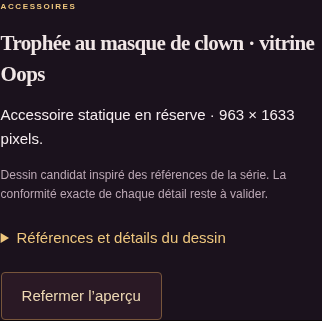 ACCESSOIRES
Trophée au masque de clown · vitrine
Oops
Accessoire statique en réserve · 963 × 1633
pixels.
Dessin candidat inspiré des références de la série. La
conformité exacte de chaque détail reste à valider.
▶ Références et détails du dessin
Refermer l’aperçu